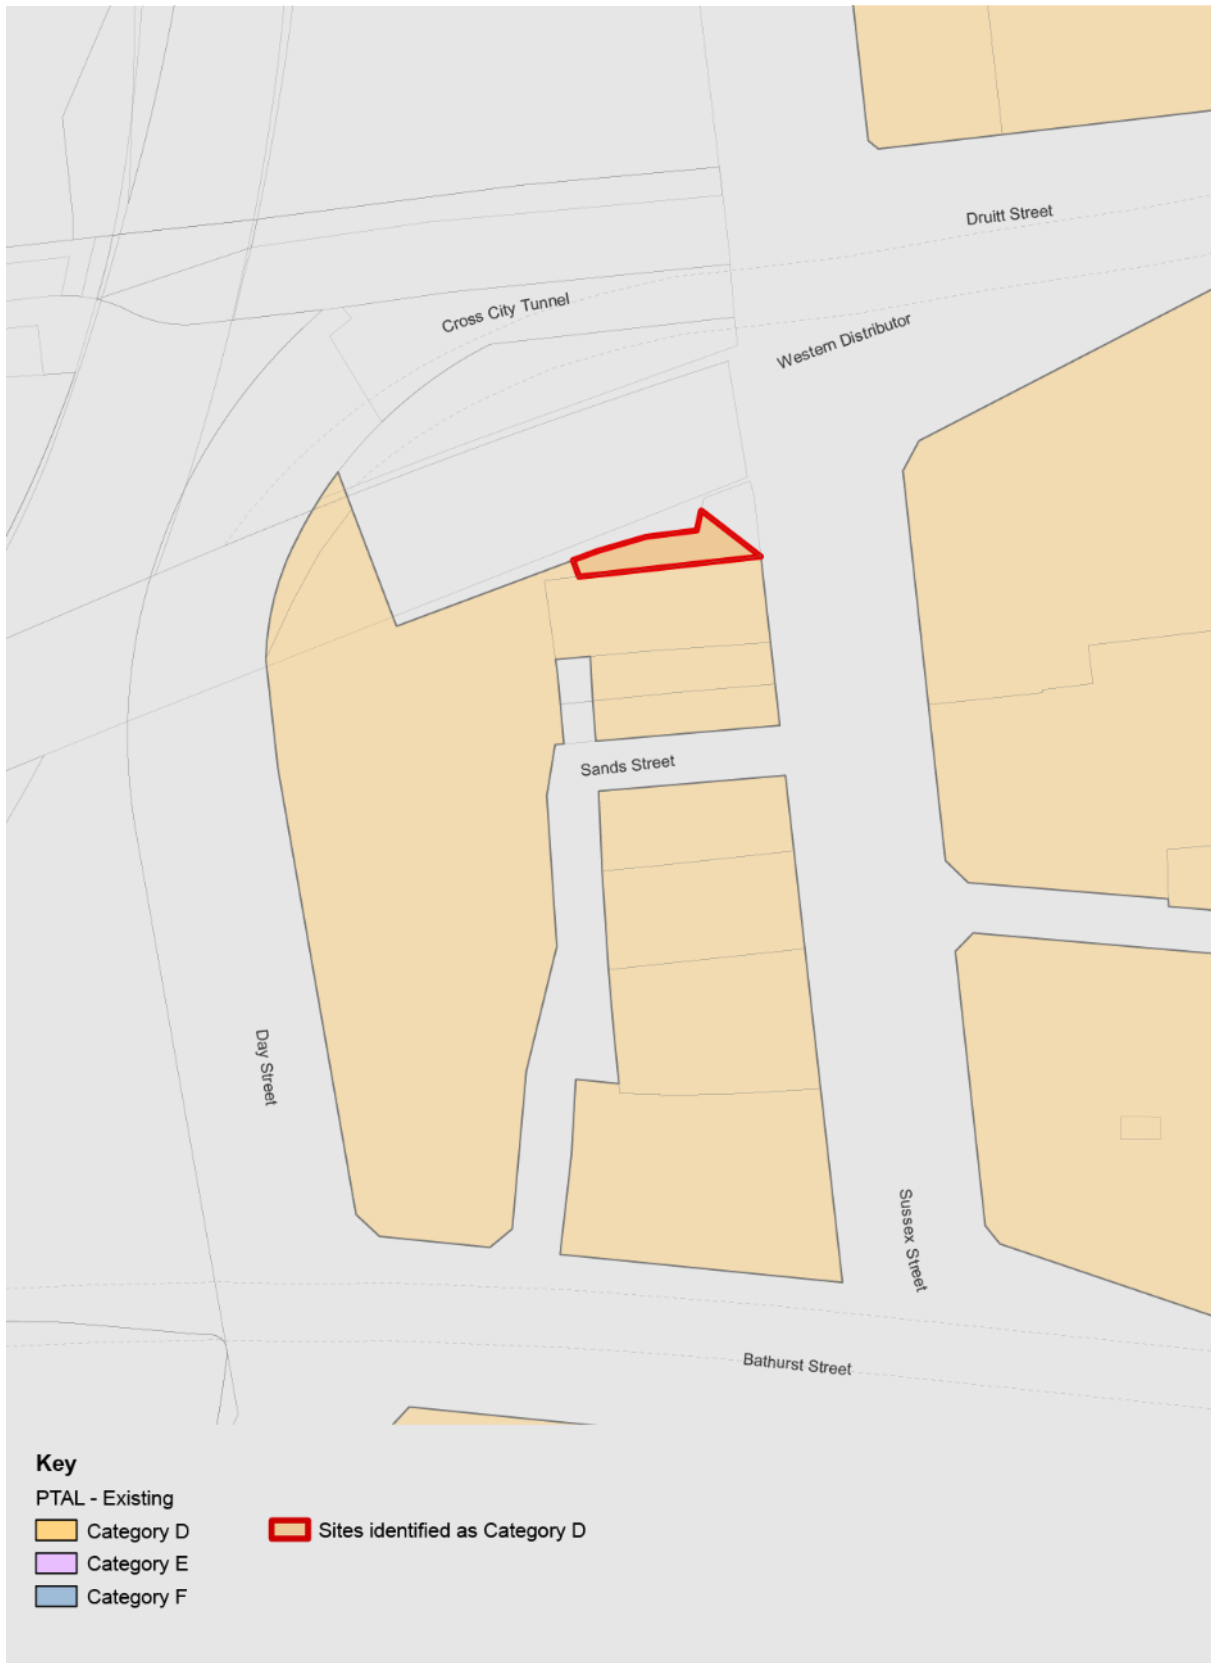 Druitt Street
Cross City Tunnel
Western Distributor
Sands Street
Day Street
Sussex Street
Bathurst Street
Key
PTAL - Existing
Category D
Sites identified as Category D
Category E
Category F